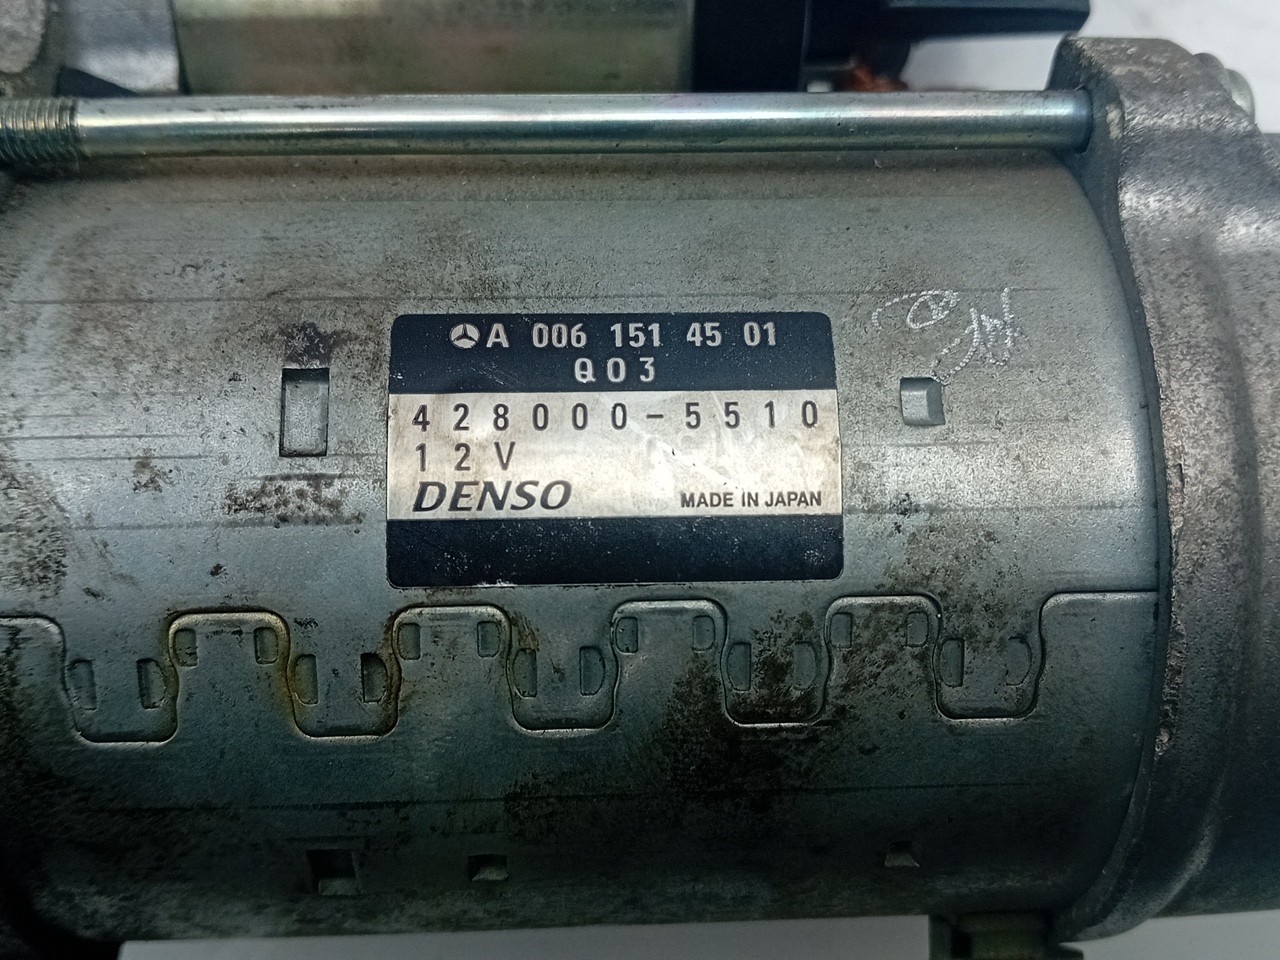 A 006 151 45 01
Q03
428000-5510
12V
DENSO
MADE IN JAPAN